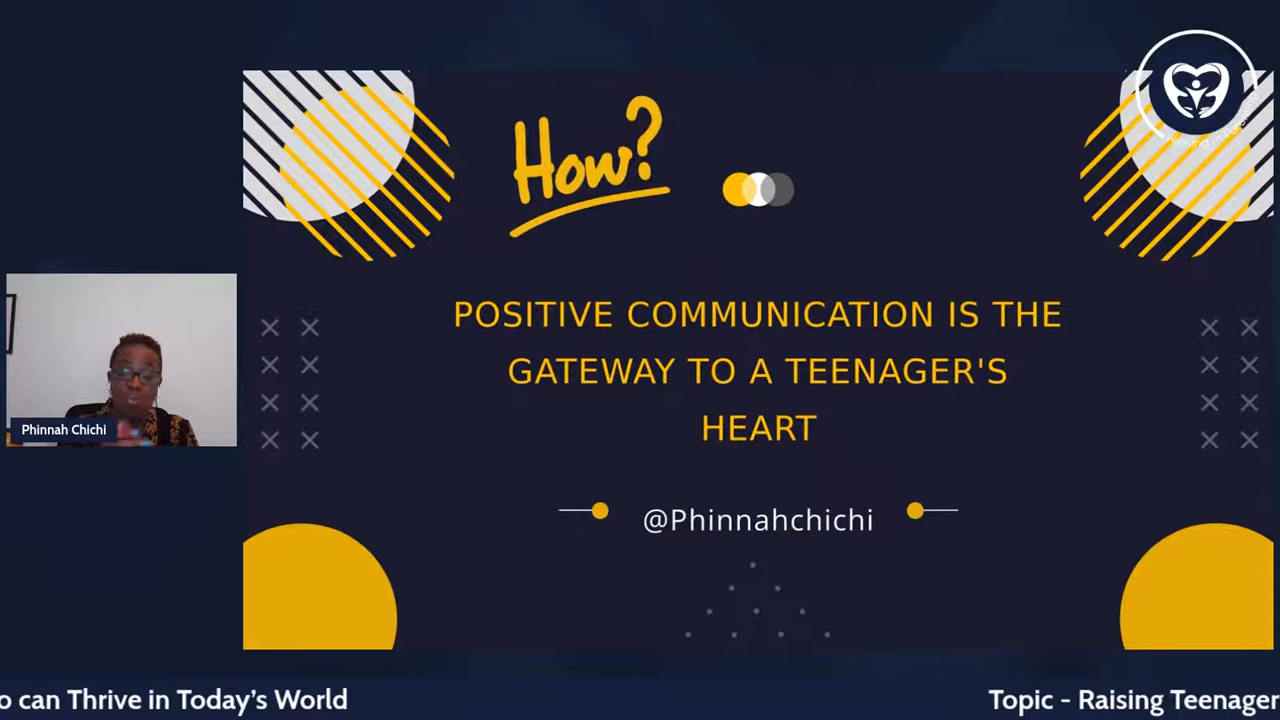 How?
POSITIVE COMMUNICATION IS THE
GATEWAY TO A TEENAGER'S
HEART
@Phinnahchichi
Phinnah Chichi
o can Thrive in Today's World
Topic - Raising Teenager